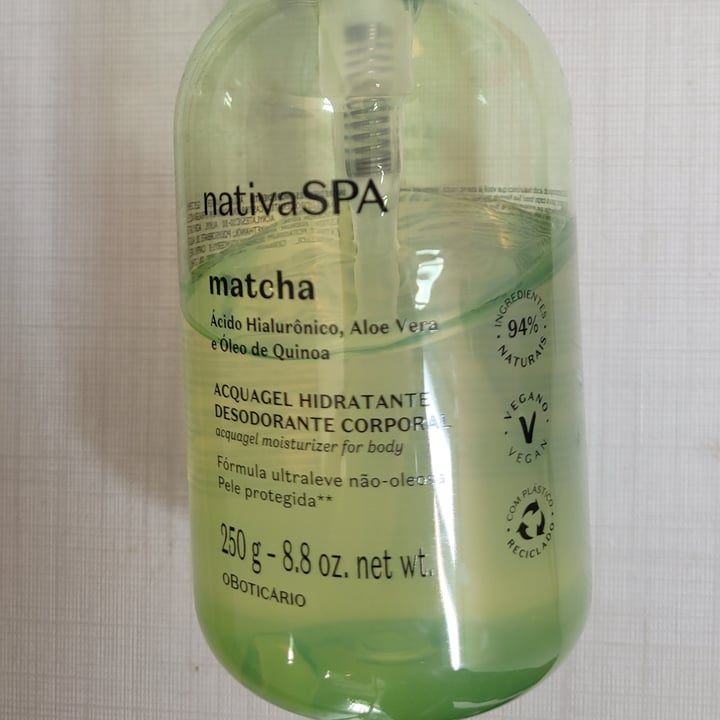 nativaSPA
matcha
Ácido Hialurônico, Aloe Vera
e Óleo de Quinoa
ACQUAGEL HIDRATANTE
DESODORANTE CORPORAL
acquagel moisturizer for body
Fórmula ultraleve não-oleosa
Pele protegida**
250 g - 8.8 oz. net wt.
oBOTICÁRIO
INGREDIENTES
94%
NATURAIS
VEGANO
V
VEGAN
COM PLÁSTICO
RECICLADO